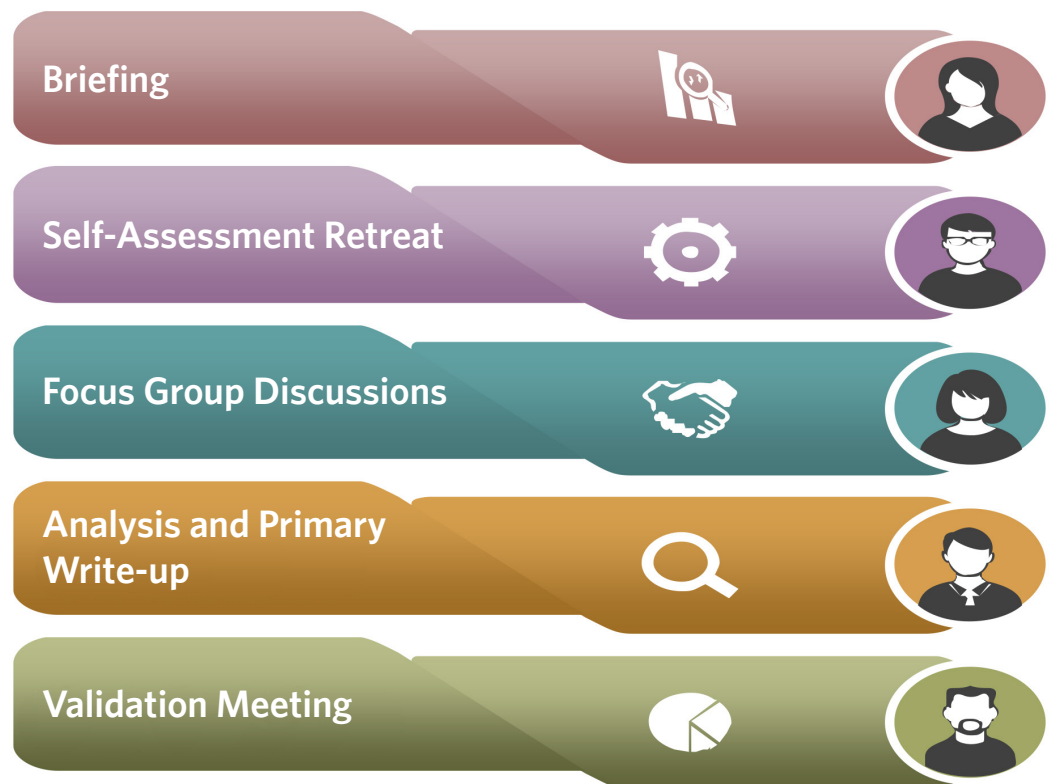 Briefing
Self-Assessment Retreat
Focus Group Discussions
Analysis and Primary
Write-up
Validation Meeting